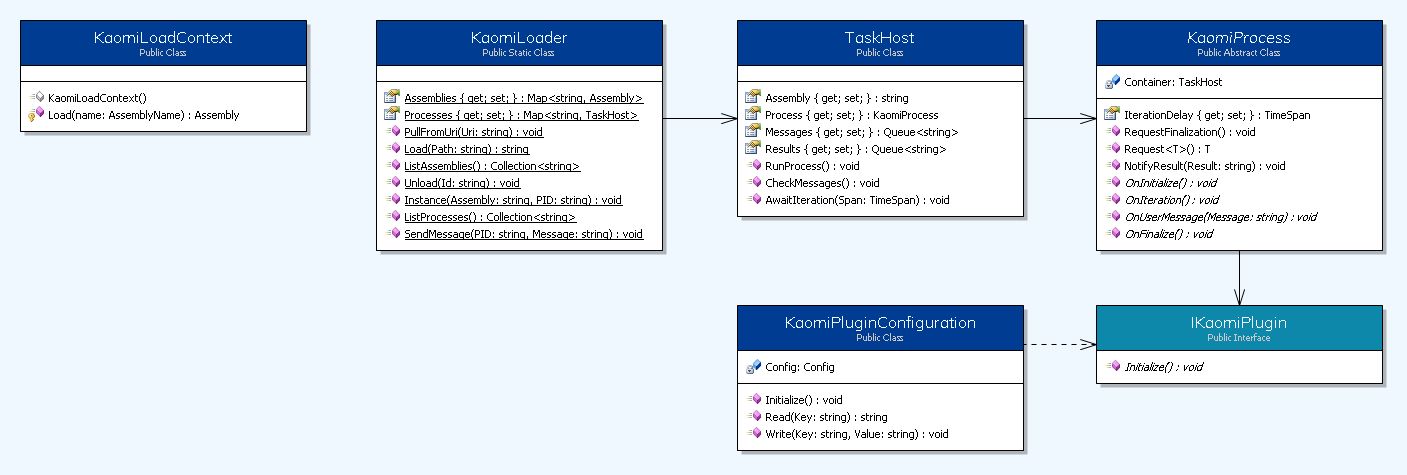 KaomiLoadContext
Public Class
KaomiLoadContext()
Load(name: AssemblyName) : Assembly
KaomiLoader
Public Static Class
Assemblies { get; set; } : Map<string, Assembly>
Processes { get; set; } : Map<string, TaskHost>
PullFromUri(Uri: string) : void
Load(Path: string) : string
ListAssemblies() : Collection<string>
Unload(Id: string) : void
Instance(Assembly: string, PID: string) : void
ListProcesses() : Collection<string>
SendMessage(PID: string, Message: string) : void
TaskHost
Public Class
Assembly { get; set; } : string
Process { get; set; } : KaomiProcess
Messages { get; set; } : Queue<string>
Results { get; set; } : Queue<string>
RunProcess() : void
CheckMessages() : void
AwaitIteration(Span: TimeSpan) : void
KaomiProcess
Public Abstract Class
Container: TaskHost
IterationDelay { get; set; } : TimeSpan
RequestFinalization() : void
Request<T>() : T
NotifyResult(Result: string) : void
OnInitialize() : void
OnIteration() : void
OnUserMessage(Message: string) : void
OnFinalize() : void
KaomiPluginConfiguration
Public Class
Config: Config
Initialize() : void
Read(Key: string) : string
Write(Key: string, Value: string) : void
IKaomiPlugin
Public Interface
Initialize() : void